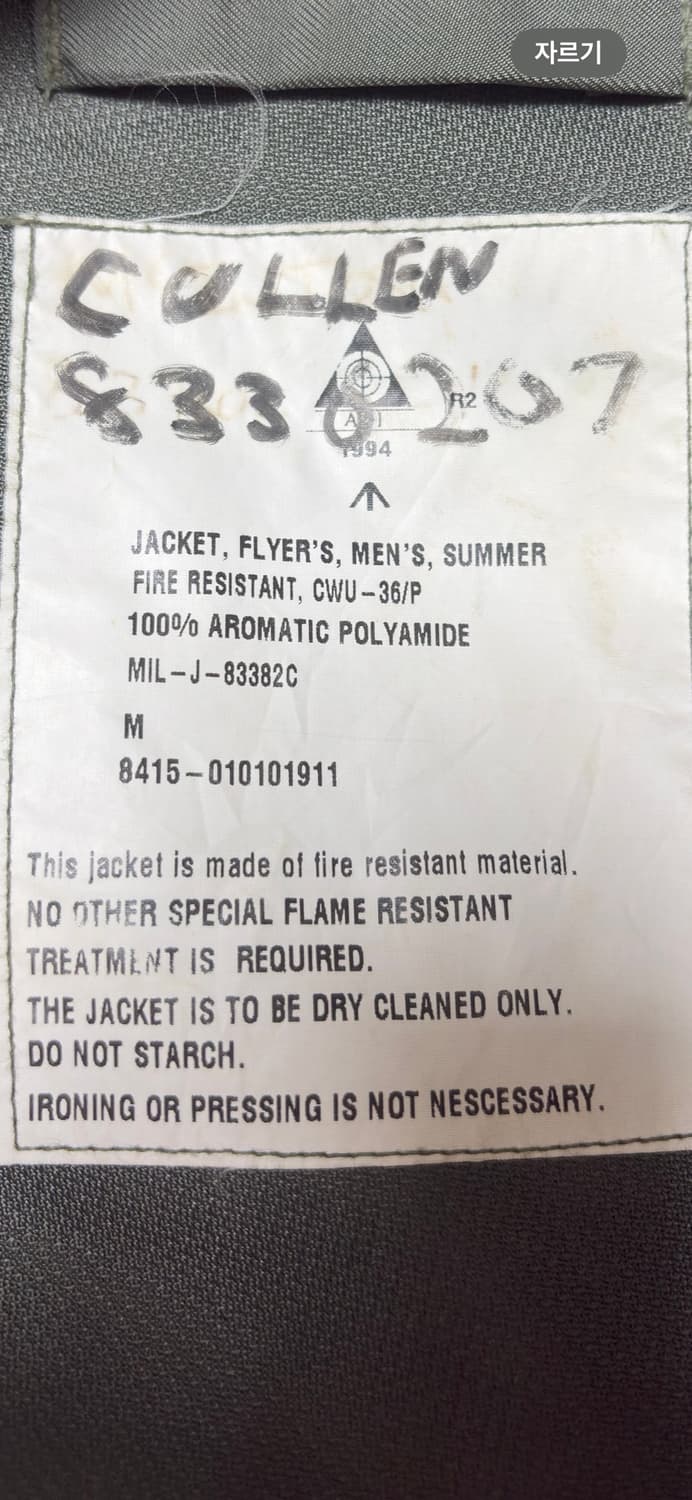 자르기
CULLEN
8338207
R2
1994
JACKET, FLYER'S, MEN'S, SUMMER
FIRE RESISTANT, CWU-36/P
100% AROMATIC POLYAMIDE
MIL-J-83382C
M
8415-010101911
This jacket is made of fire resistant material.
NO OTHER SPECIAL FLAME RESISTANT
TREATMENT IS REQUIRED.
THE JACKET IS TO BE DRY CLEANED ONLY.
DO NOT STARCH.
IRONING OR PRESSING IS NOT NESCESSARY.